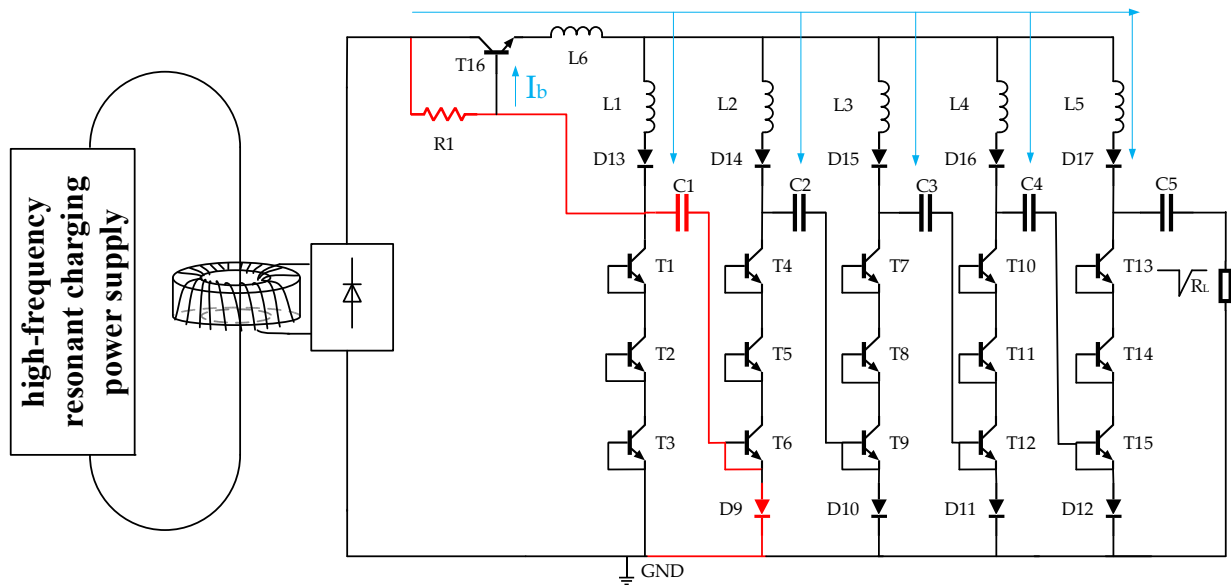 high-frequency
resonant charging
power supply
T16
L6
Ib
R1
L1
L2
L3
L4
L5
D13
D14
D15
D16
D17
C1
C2
C3
C4
C5
T1
T4
T7
T10
T13
RL
T2
T5
T8
T11
T14
T3
T6
T9
T12
T15
D9
D10
D11
D12
GND